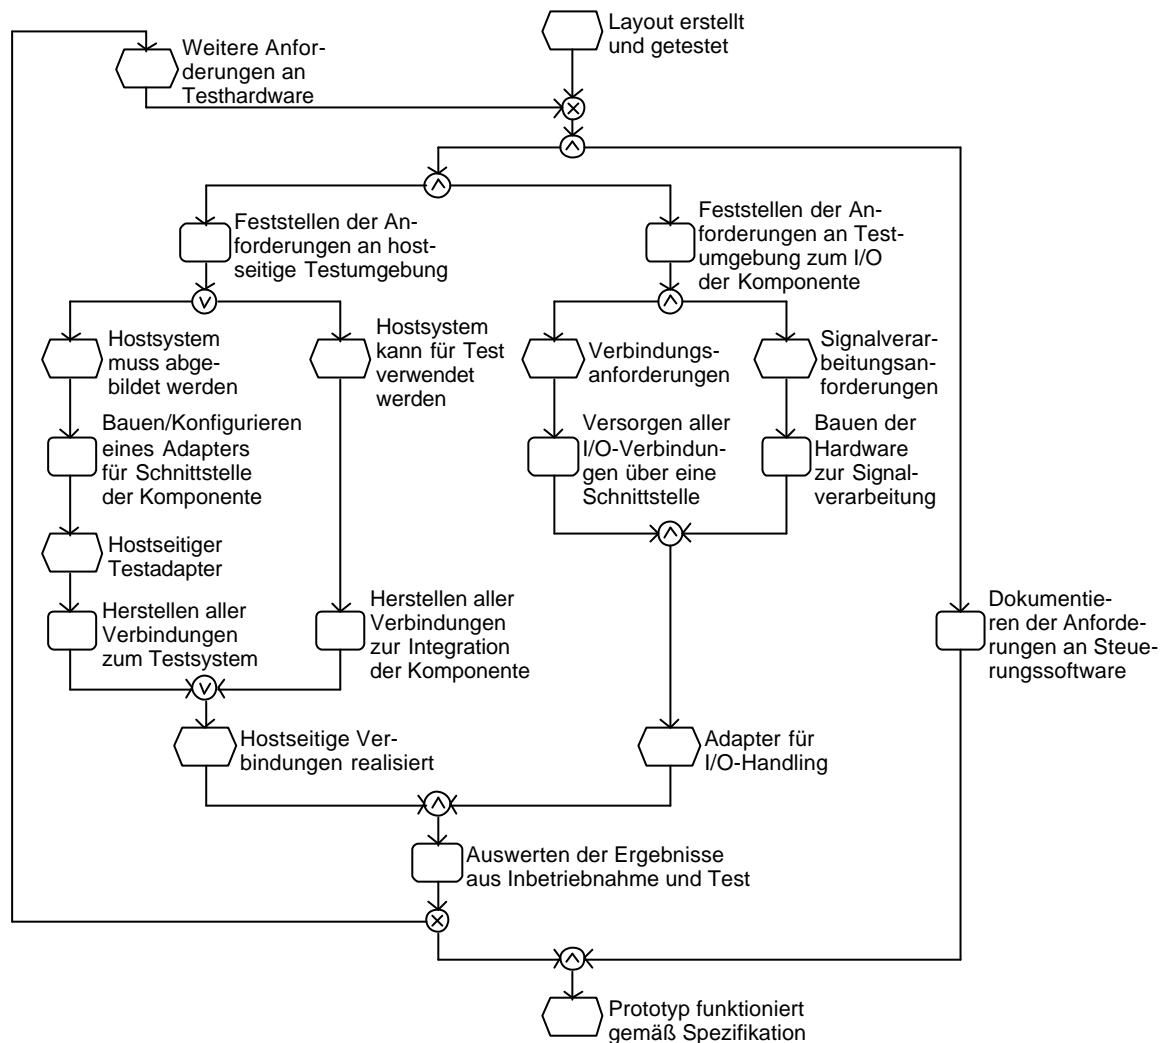 Layout erstellt
und getestet
Weitere Anfor-
derungen an
Testhardware
Feststellen der An-
forderungen an host-
seitige Testumgebung
Feststellen der An-
forderungen an Test-
umgebung zum I/O
der Komponente
Hostsystem
muss abge-
bildet werden
Hostsystem
kann für Test
verwendet
werden
Verbindungs-
anforderungen
Signalverar-
beitungsan-
forderungen
Bauen/Konfigurieren
eines Adapters
für Schnittstelle
der Komponente
Versorgen aller
I/O-Verbindun-
gen über eine
Schnittstelle
Bauen der
Hardware
zur Signal-
verarbeitung
Hostseitiger
Testadapter
Herstellen aller
Verbindungen
zum Testsystem
Herstellen aller
Verbindungen
zur Integration
der Komponente
Dokumentie-
ren der Anforde-
rungen an Steue-
rungssoftware
Hostseitige Ver-
bindungen realisiert
Adapter für
I/O-Handling
Auswerten der Ergebnisse
aus Inbetriebnahme und Test
Prototyp funktioniert
gemäß Spezifikation